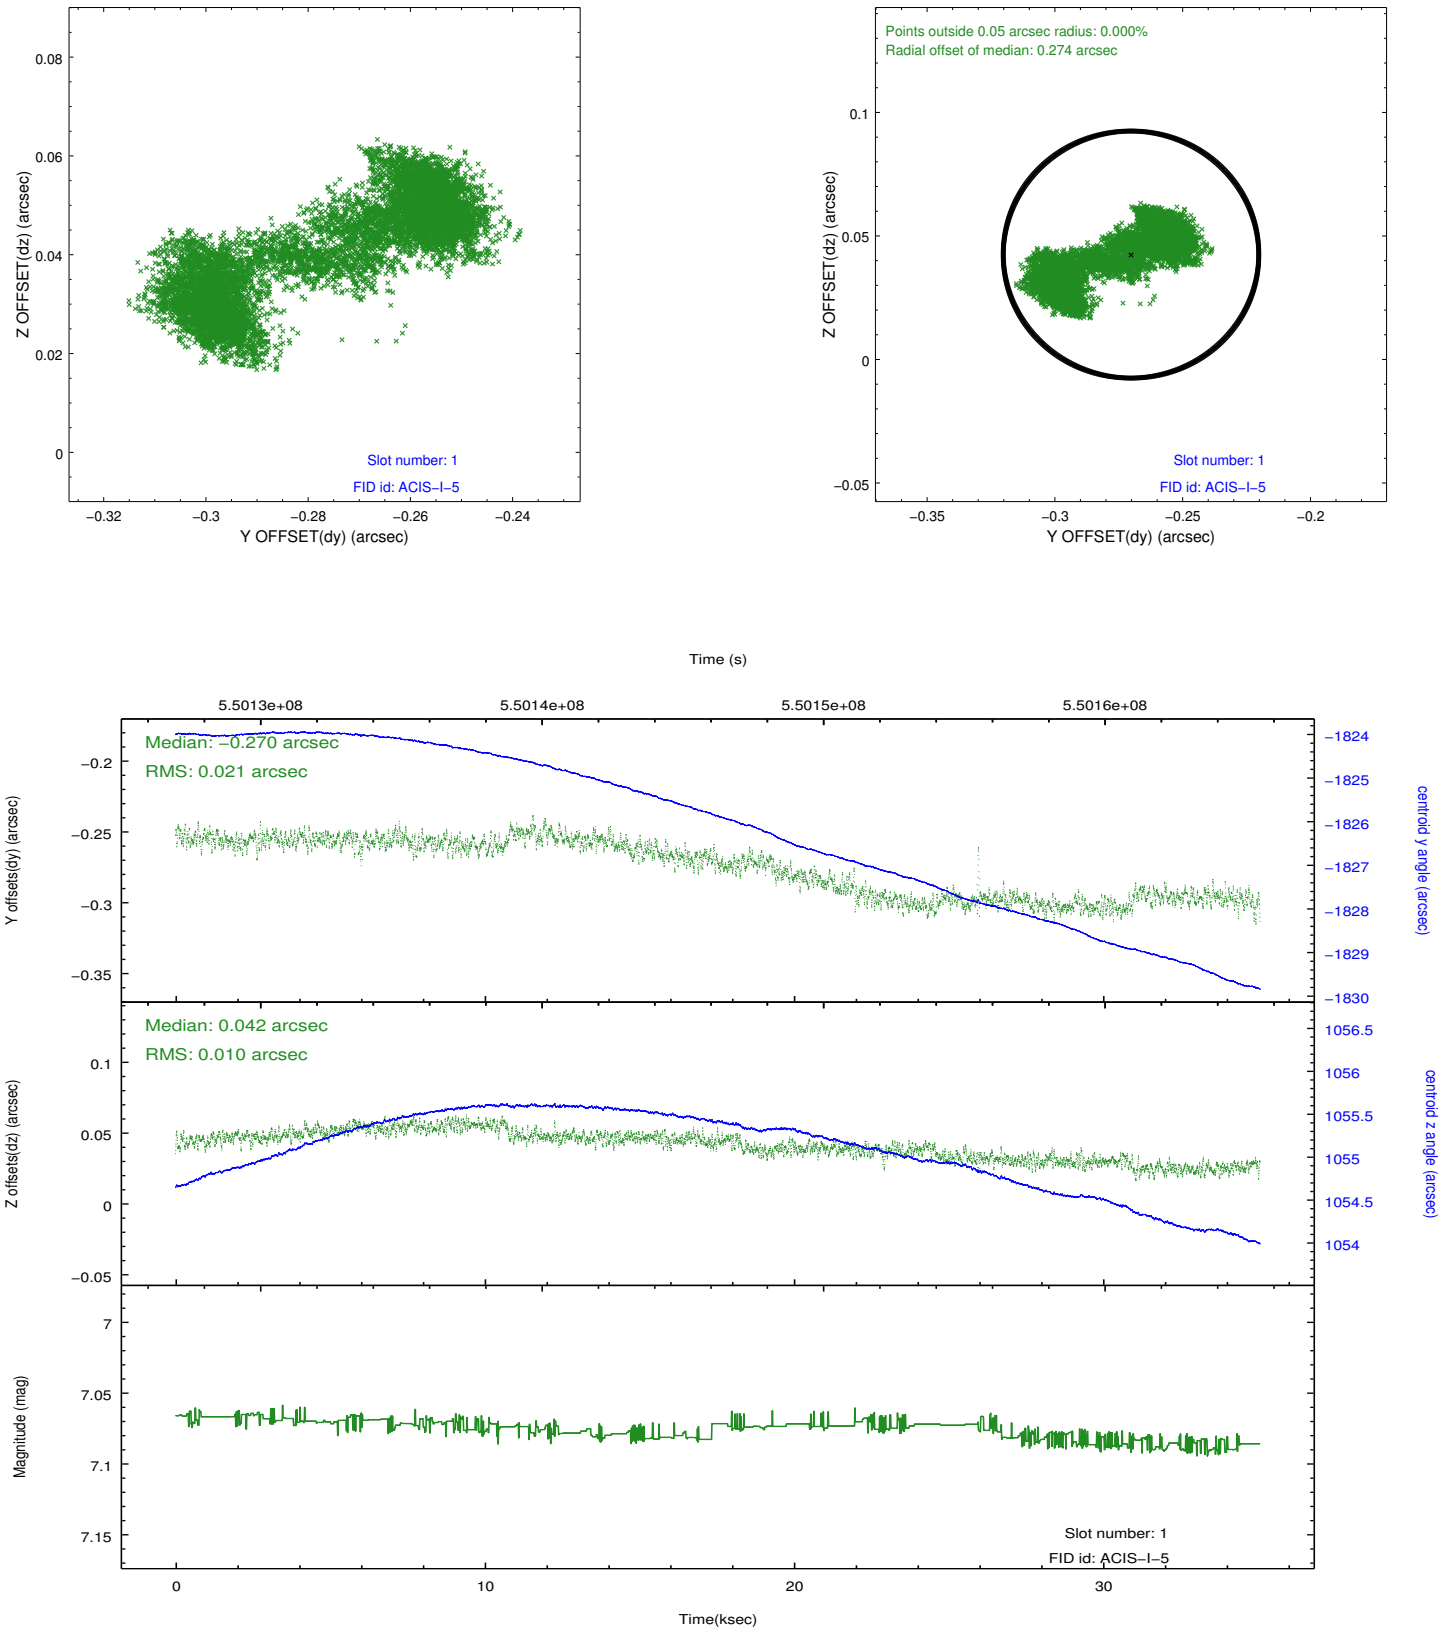 0.08
0.06
0.04
0.02
0
Z OFFSET(dz) (arcsec)
Slot number: 1
FID id: ACIS−I−5
−0.32
−0.3
−0.28
−0.26
−0.24
Y OFFSET(dy) (arcsec)
Points outside 0.05 arcsec radius: 0.000%
Radial offset of median: 0.274 arcsec
0.1
0.05
0
−0.05
Z OFFSET(dz) (arcsec)
Slot number: 1
FID id: ACIS−I−5
−0.35
−0.3
−0.25
−0.2
Y OFFSET(dy) (arcsec)
Time (s)
5.5013e+08
5.5014e+08
5.5015e+08
5.5016e+08
Median: −0.270 arcsec
RMS: 0.021 arcsec
−0.2
−0.25
−0.3
−0.35
Y offsets(dy) (arcsec)
−1824
−1825
−1826
−1827
−1828
−1829
−1830
centroid y angle (arcsec)
Median: 0.042 arcsec
RMS: 0.010 arcsec
0.1
0.05
0
−0.05
Z offsets(dz) (arcsec)
1056.5
1056
1055.5
1055
1054.5
1054
centroid z angle (arcsec)
7
7.05
7.1
7.15
Magnitude (mag)
Slot number: 1
FID id: ACIS−I−5
0
10
20
30
Time(ksec)